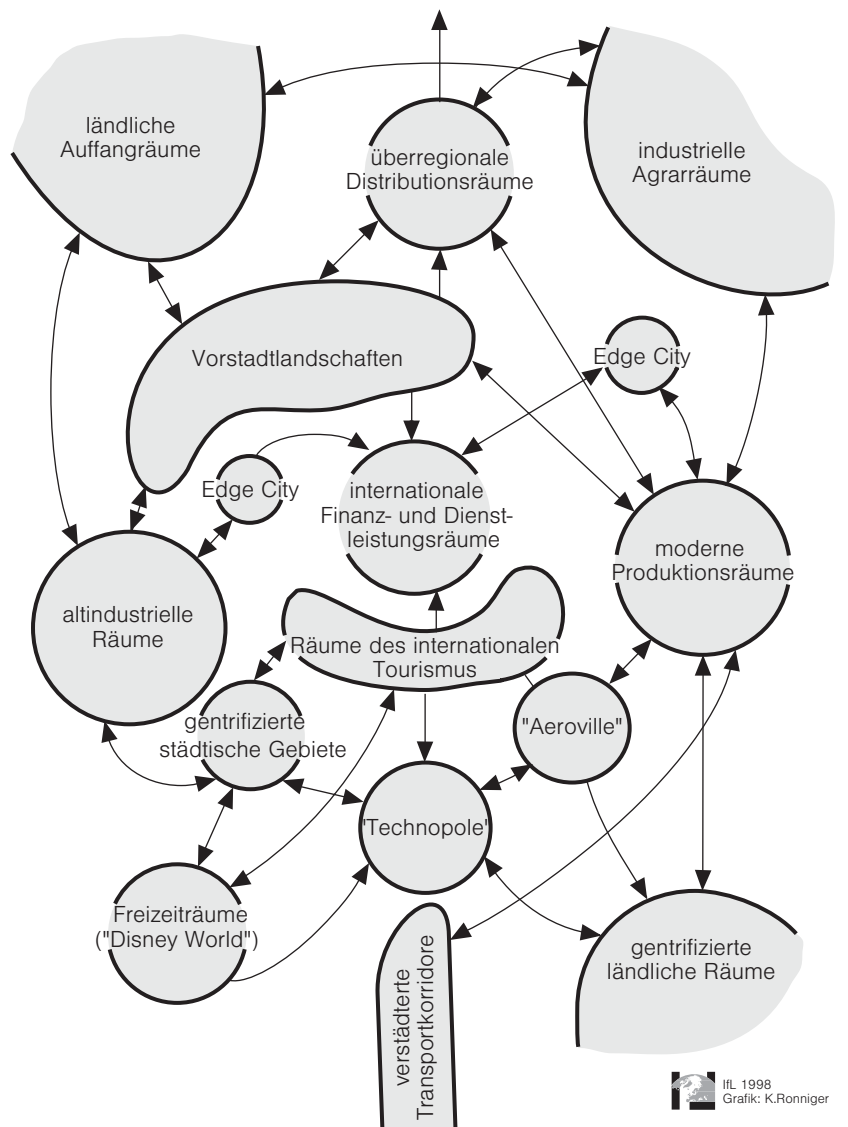 ländliche
Auffangräume
überregionale
Distributionsräume
industrielle
Agrarräume
Vorstadtlandschaften
Edge City
Edge City
internationale
Finanz- und Dienst-
leistungsräume
moderne
Produktionsräume
altindustrielle
Räume
Räume des internationalen
Tourismus
gentrifizierte
städtische Gebiete
"Aeroville"
"Technopole"
Freizeiträume
("Disney World")
verstädterte
Transportkorridore
gentrifizierte
ländliche Räume
IfL 1998
Grafik: K.Ronniger